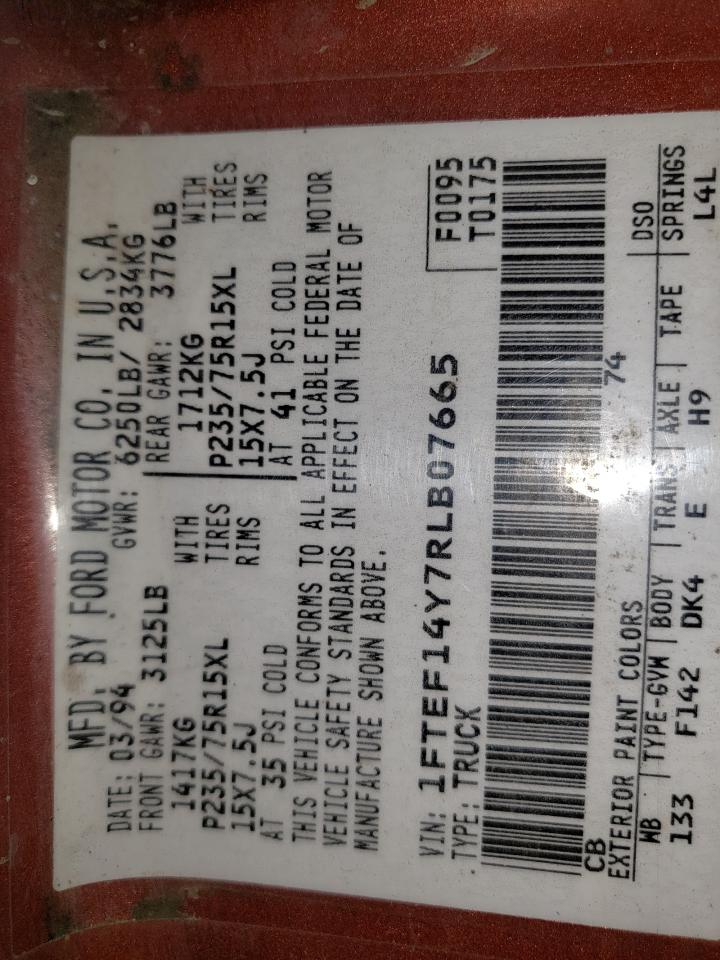 MFD. BY FORD MOTOR CO. IN U.S.A.
DATE: 03/94 GVWR: 6250LB/ 2834KG
FRONT GAWR: 3125LB REAR GAWR: 3776LB
1417KG WITH 1712KG WITH
P235/75R15XL TIRES P235/75R15XL TIRES
15X7.5J RIMS 15X7.5J RIMS
AT 35 PSI COLD AT 41 PSI COLD
THIS VEHICLE CONFORMS TO ALL APPLICABLE FEDERAL MOTOR
VEHICLE SAFETY STANDARDS IN EFFECT ON THE DATE OF
MANUFACTURE SHOWN ABOVE.
VIN: 1FTEF14Y7RLB07665 F0095
TYPE: TRUCK T0175
CB 74
EXTERIOR PAINT COLORS DSO
WB | TYPE-GVW | BODY | TRANS | AXLE | TAPE | SPRINGS
133 F142 DK4 E H9 L4L